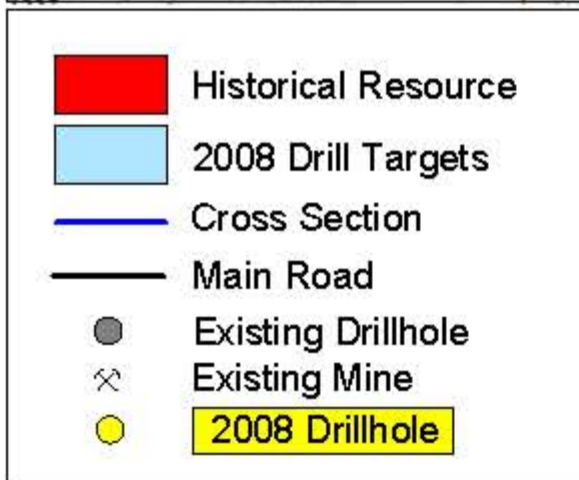 Historical Resource
2008 Drill Targets
Cross Section
Main Road
Existing Drillhole
Existing Mine
2008 Drillhole